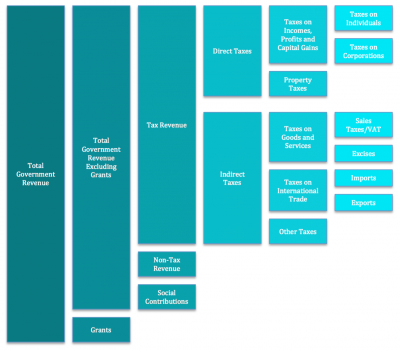 Total
Government
Revenue
Total
Government
Revenue
Excluding
Grants
Grants
Tax Revenue
Non-Tax
Revenue
Social
Contributions
Direct Taxes
Indirect
Taxes
Taxes on
Incomes,
Profits and
Capital Gains
Property
Taxes
Taxes on
Goods and
Services
Taxes on
International
Trade
Other Taxes
Taxes on
Individuals
Taxes on
Corporations
Sales
Taxes/VAT
Excises
Imports
Exports